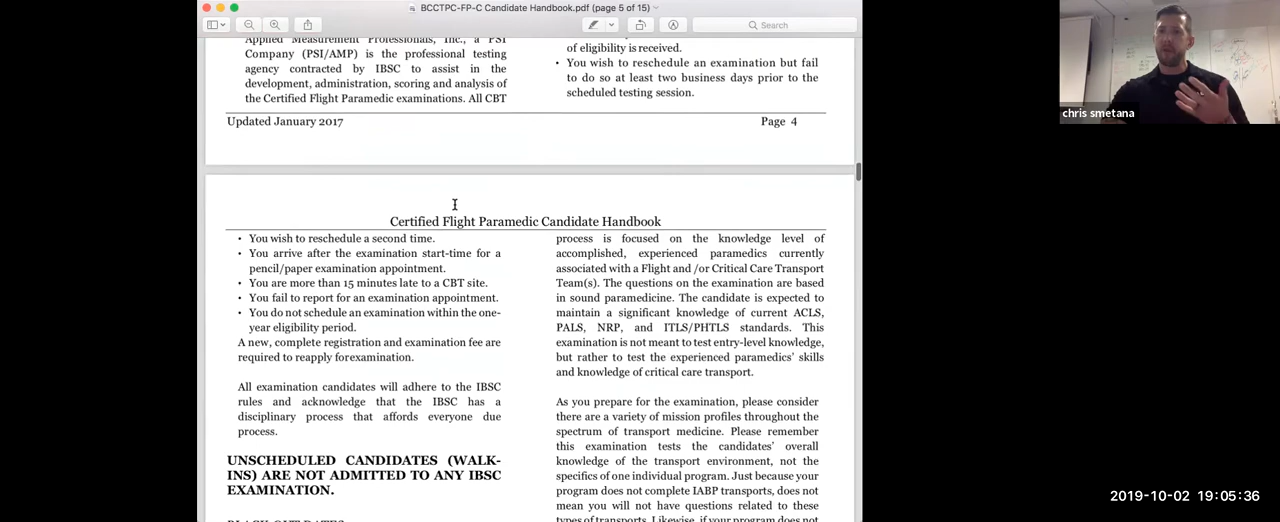 BCCTPC-FP-C Candidate Handbook.pdf (page 5 of 15)
Search
Applied Measurement Professionals, Inc., a PSI
Company (PSI/AMP) is the professional testing
agency contracted by IBSC to assist in the
development, administration, scoring and analysis of
the Certified Flight Paramedic examinations. All CBT
of eligibility is received.
• You wish to reschedule an examination but fail
to do so at least two business days prior to the
scheduled testing session.
Updated January 2017
Page 4
Certified Flight Paramedic Candidate Handbook
• You wish to reschedule a second time.
• You arrive after the examination start-time for a
pencil/paper examination appointment.
• You are more than 15 minutes late to a CBT site.
• You fail to report for an examination appointment.
• You do not schedule an examination within the one-
year eligibility period.
A new, complete registration and examination fee are
required to reapply forexamination.
All examination candidates will adhere to the IBSC
rules and acknowledge that the IBSC has a
disciplinary process that affords everyone due
process.
UNSCHEDULED CANDIDATES (WALK-
INS) ARE NOT ADMITTED TO ANY IBSC
EXAMINATION.
BLACK OUT DATES
process is focused on the knowledge level of
accomplished, experienced paramedics currently
associated with a Flight and /or Critical Care Transport
Team(s). The questions on the examination are based
in sound paramedicine. The candidate is expected to
maintain a significant knowledge of current ACLS,
PALS, NRP, and ITLS/PHTLS standards. This
examination is not meant to test entry-level knowledge,
but rather to test the experienced paramedics' skills
and knowledge of critical care transport.
As you prepare for the examination, please consider
there are a variety of mission profiles throughout the
spectrum of transport medicine. Please remember
this examination tests the candidates' overall
knowledge of the transport environment, not the
specifics of one individual program. Just because your
program does not complete IABP transports, does not
mean you will not have questions related to these
types of transports. Likewise, if your program does not
chris smetana
2019-10-02 19:05:36